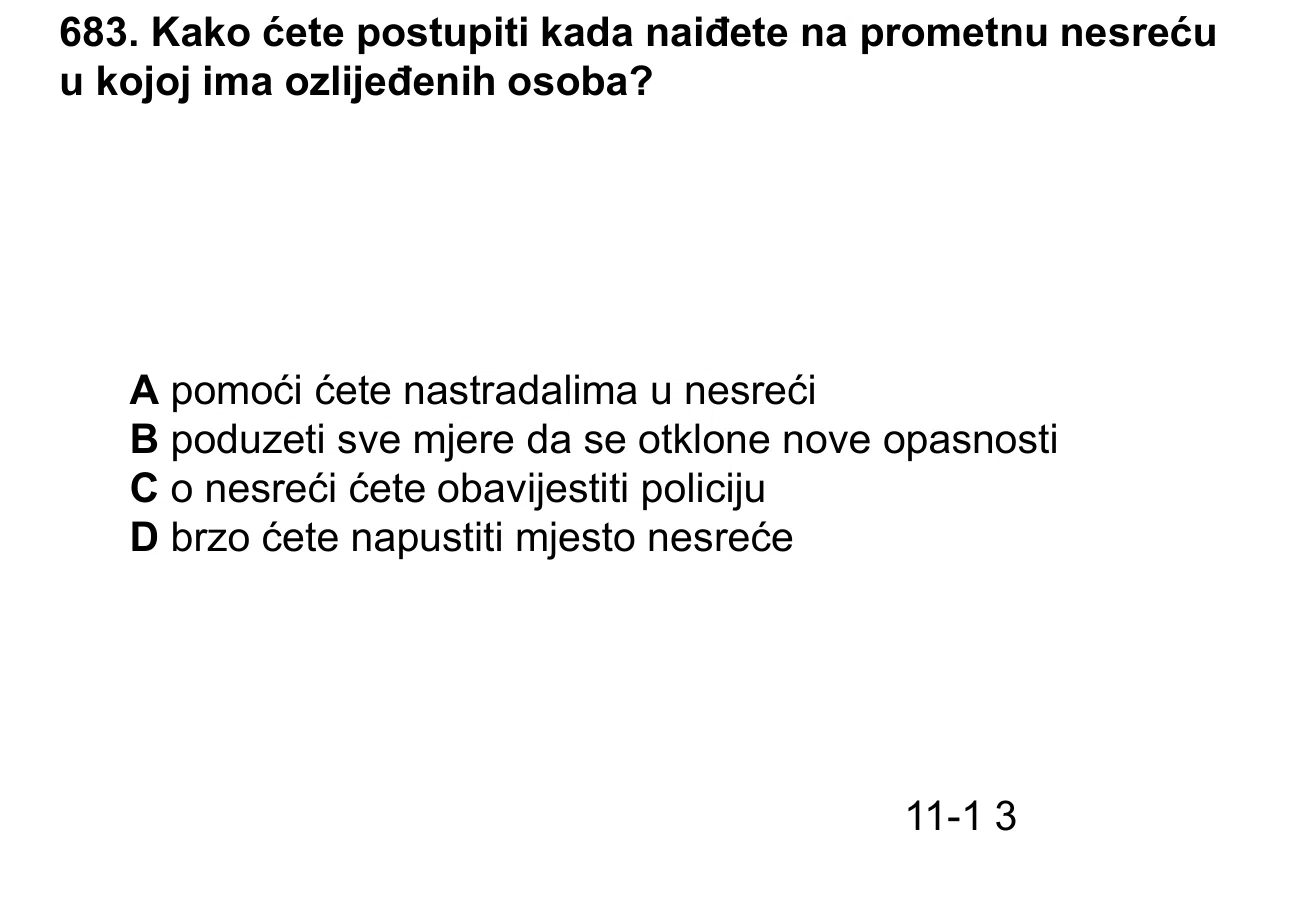 683. Kako ćete postupiti kada naiđete na prometnu nesreću
u kojoj ima ozlijeđenih osoba?
A pomoći ćete nastradalima u nesreći
B poduzeti sve mjere da se otklone nove opasnosti
C o nesreći ćete obavijestiti policiju
D brzo ćete napustiti mjesto nesreće
11-1 3